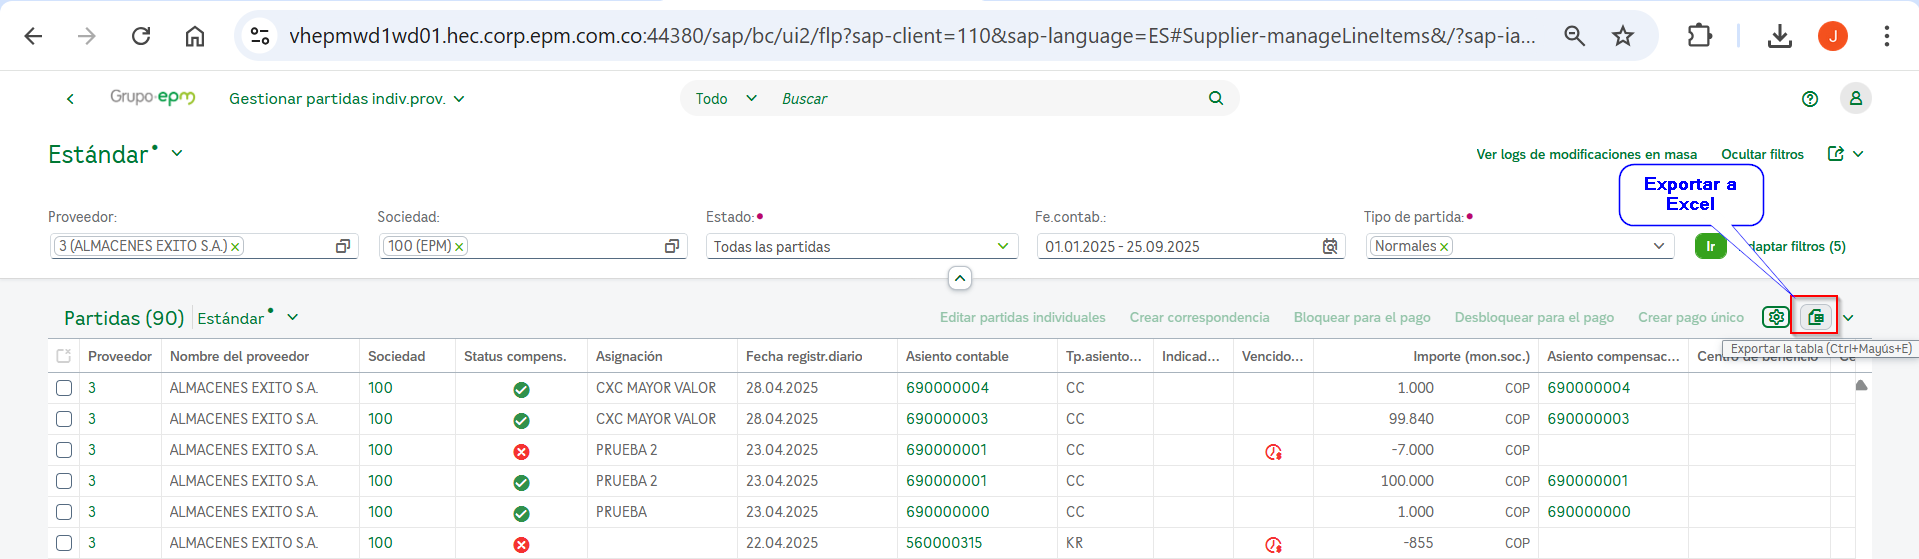 vhepmwd1wd01.hec.corp.epm.com.co:44380/sap/bc/ui2/flp?sap-client=110&sap-language=ES#Supplier-manageLineItems&/?sap-ia...
J
Grupo·epm
Gestionar partidas indiv.prov.
Todo
Buscar
Estándar
Ver logs de modificaciones en masa
Ocultar filtros
Exportar a
Excel
Proveedor:
Sociedad:
Estado:
Fe.contab.:
Tipo de partida:
3 (ALMACENES EXITO S.A.)
100 (EPM)
Todas las partidas
01.01.2025 - 25.09.2025
Normales
Ir
daptar filtros (5)
Partidas (90)
Estándar
Editar partidas individuales
Crear correspondencia
Bloquear para el pago
Desbloquear para el pago
Crear pago único
Exportar la tabla (Ctrl+Mayús+E)
Proveedor Nombre del proveedor Sociedad Status compens. Asignación Fecha registr.diario Asiento contable Tp.asiento... Indicad... Vencido... Importe (mon.soc.) Asiento compensac... Centro de beneficio Ce
3 ALMACENES EXITO S.A. 100 CXC MAYOR VALOR 28.04.2025 690000004 CC 1.000 COP 690000004
3 ALMACENES EXITO S.A. 100 CXC MAYOR VALOR 28.04.2025 690000003 CC 99.840 COP 690000003
3 ALMACENES EXITO S.A. 100 PRUEBA 2 23.04.2025 690000001 CC -7.000 COP
3 ALMACENES EXITO S.A. 100 PRUEBA 2 23.04.2025 690000001 CC 100.000 COP 690000001
3 ALMACENES EXITO S.A. 100 PRUEBA 23.04.2025 690000000 CC 1.000 COP 690000000
3 ALMACENES EXITO S.A. 100 22.04.2025 560000315 KR -855 COP